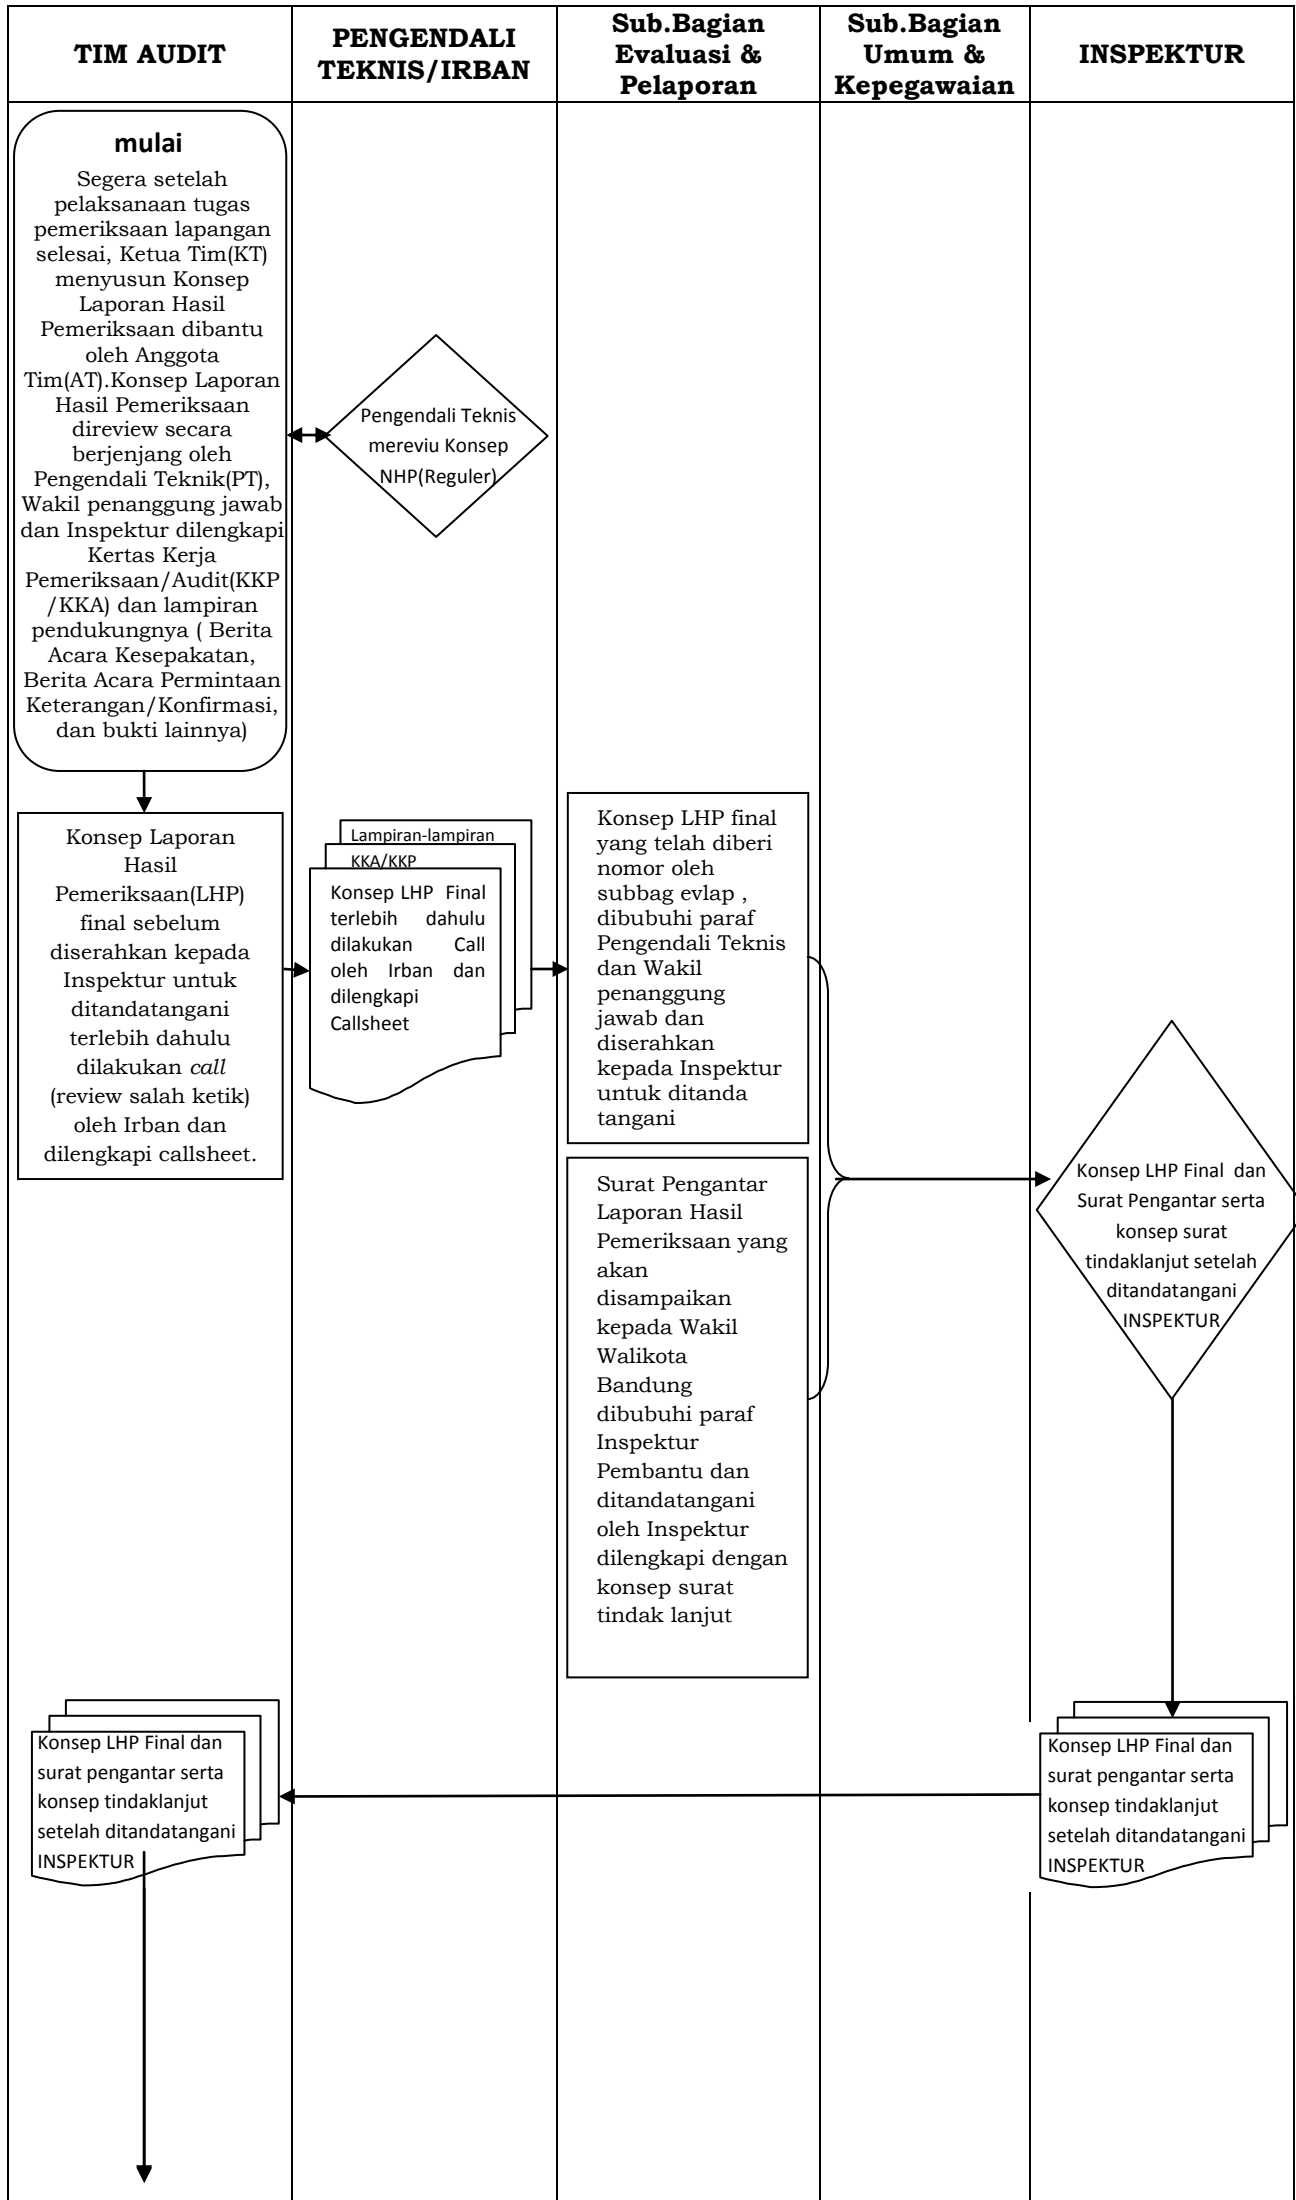 TIM AUDIT
PENGENDALI
TEKNIS/IRBAN
Sub.Bagian
Evaluasi &
Pelaporan
Sub.Bagian
Umum &
Kepegawaian
INSPEKTUR
mulai
Segera setelah
pelaksanaan tugas
pemeriksaan lapangan
selesai, Ketua Tim(KT)
menyusun Konsep
Laporan Hasil
Pemeriksaan dibantu
oleh Anggota
Tim(AT).Konsep Laporan
Hasil Pemeriksaan
direview secara
berjenjang oleh
Pengendali Teknik(PT),
Wakil penanggung jawab
dan Inspektur dilengkapi
Kertas Kerja
Pemeriksaan/Audit(KKP
/KKA) dan lampiran
pendukungnya ( Berita
Acara Kesepakatan,
Berita Acara Permintaan
Keterangan/Konfirmasi,
dan bukti lainnya)
Pengendali Teknis
mereviu Konsep
NHP(Reguler)
Konsep Laporan
Hasil
Pemeriksaan(LHP)
final sebelum
diserahkan kepada
Inspektur untuk
ditandatangani
terlebih dahulu
dilakukan call
(review salah ketik)
oleh Irban dan
dilengkapi callsheet.
Lampiran-lampiran
KKA/KKP
Konsep LHP Final
terlebih dahulu
dilakukan Call
oleh Irban dan
dilengkapi
Callsheet
Konsep LHP final
yang telah diberi
nomor oleh
subbag evlap ,
dibubuhi paraf
Pengendali Teknis
dan Wakil
penanggung
jawab dan
diserahkan
kepada Inspektur
untuk ditanda
tangani
Surat Pengantar
Laporan Hasil
Pemeriksaan yang
akan
disampaikan
kepada Wakil
Walikota
Bandung
dibubuhi paraf
Inspektur
Pembantu dan
ditandatangani
oleh Inspektur
dilengkapi dengan
konsep surat
tindak lanjut
Konsep LHP Final dan
Surat Pengantar serta
konsep surat
tindaklanjut setelah
ditandatangani
INSPEKTUR
Konsep LHP Final dan
surat pengantar serta
konsep tindaklanjut
setelah ditandatangani
INSPEKTUR
Konsep LHP Final dan
surat pengantar serta
konsep tindaklanjut
setelah ditandatangani
INSPEKTUR